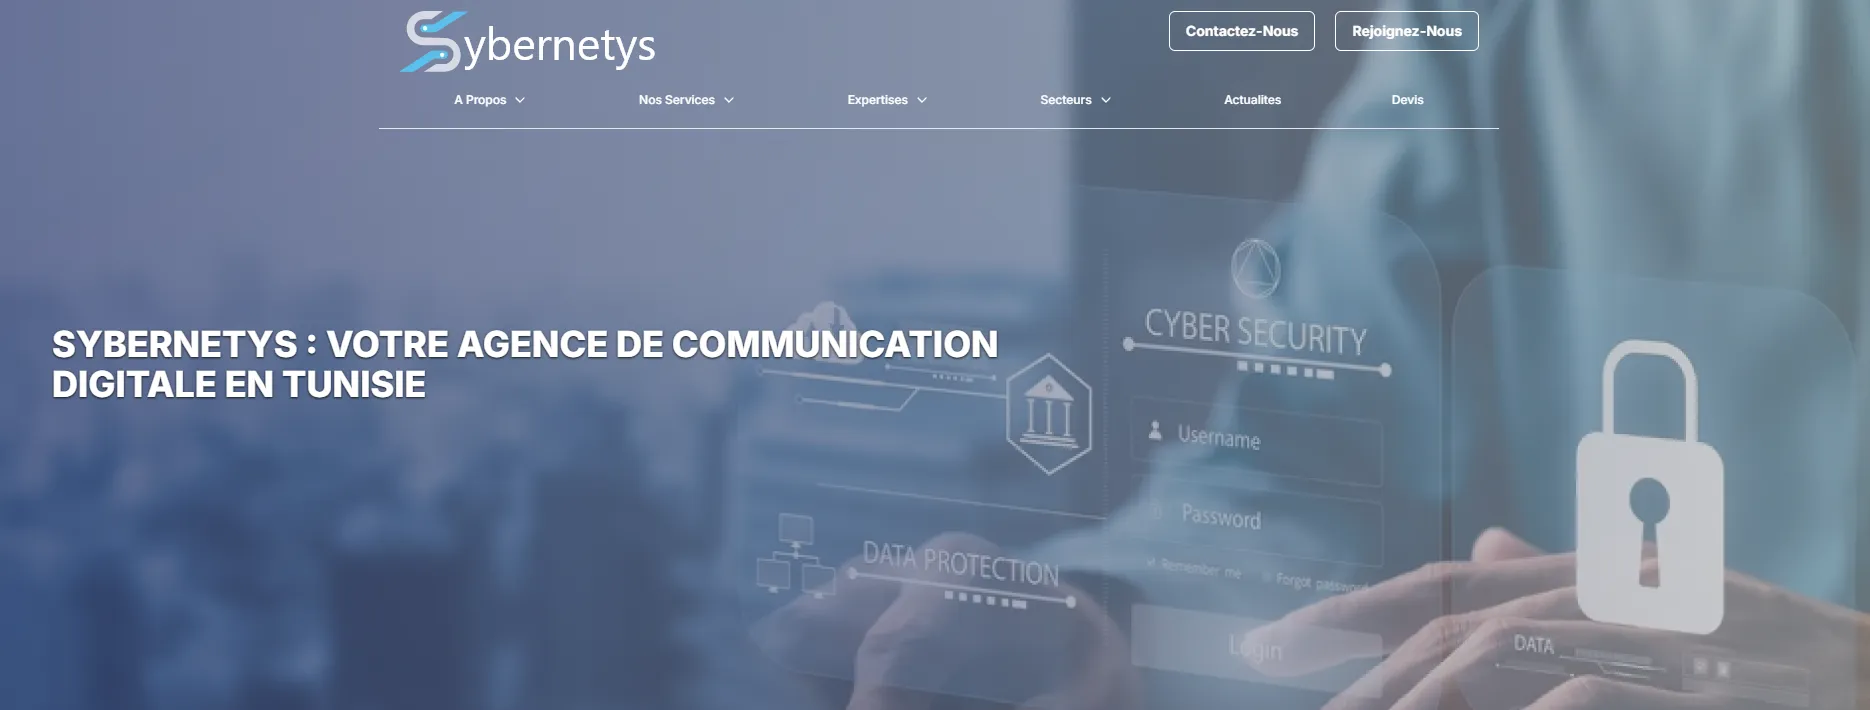 Sybernetys
Contactez-Nous
Rejoignez-Nous
A Propos
Nos Services
Expertises
Secteurs
Actualites
Devis
SYBERNETYS : VOTRE AGENCE DE COMMUNICATION
DIGITALE EN TUNISIE
CYBER SECURITY
Username
Password
Remember me
Forgot password
Login
DATA PROTECTION
DATA